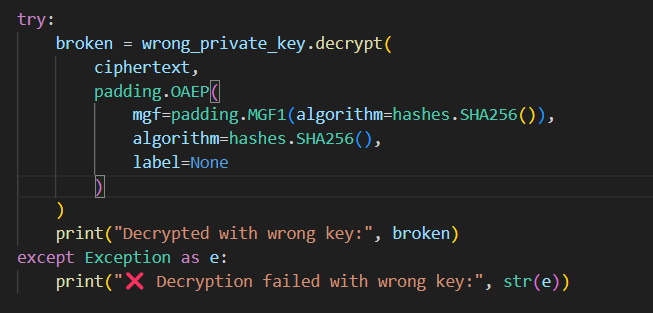 try:
    broken = wrong_private_key.decrypt(
        ciphertext,
        padding.OAEP(
            mgf=padding.MGF1(algorithm=hashes.SHA256()),
            algorithm=hashes.SHA256(),
            label=None
        )
    )
    print("Decrypted with wrong key:", broken)
except Exception as e:
    print("❌ Decryption failed with wrong key:", str(e))